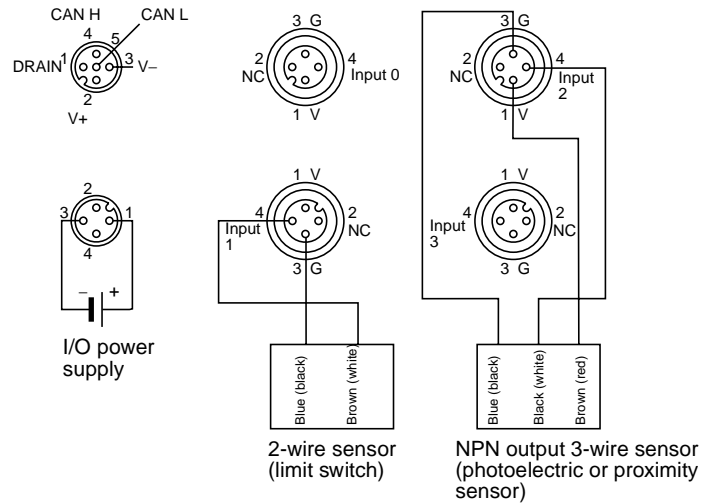 CAN H
CAN L
4
5
DRAIN
1
3
V–
2
V+
3 G
2
NC
4
Input 0
1 V
3 G
2
NC
4
Input
2
1 V
2
3
1
4
– +
I/O power
supply
1 V
4
Input
1
2
NC
3 G
Blue (black)
Brown (white)
2-wire sensor
(limit switch)
1 V
4
Input
3
2
NC
3 G
Blue (black)
Black (white)
Brown (red)
NPN output 3-wire sensor
(photoelectric or proximity
sensor)